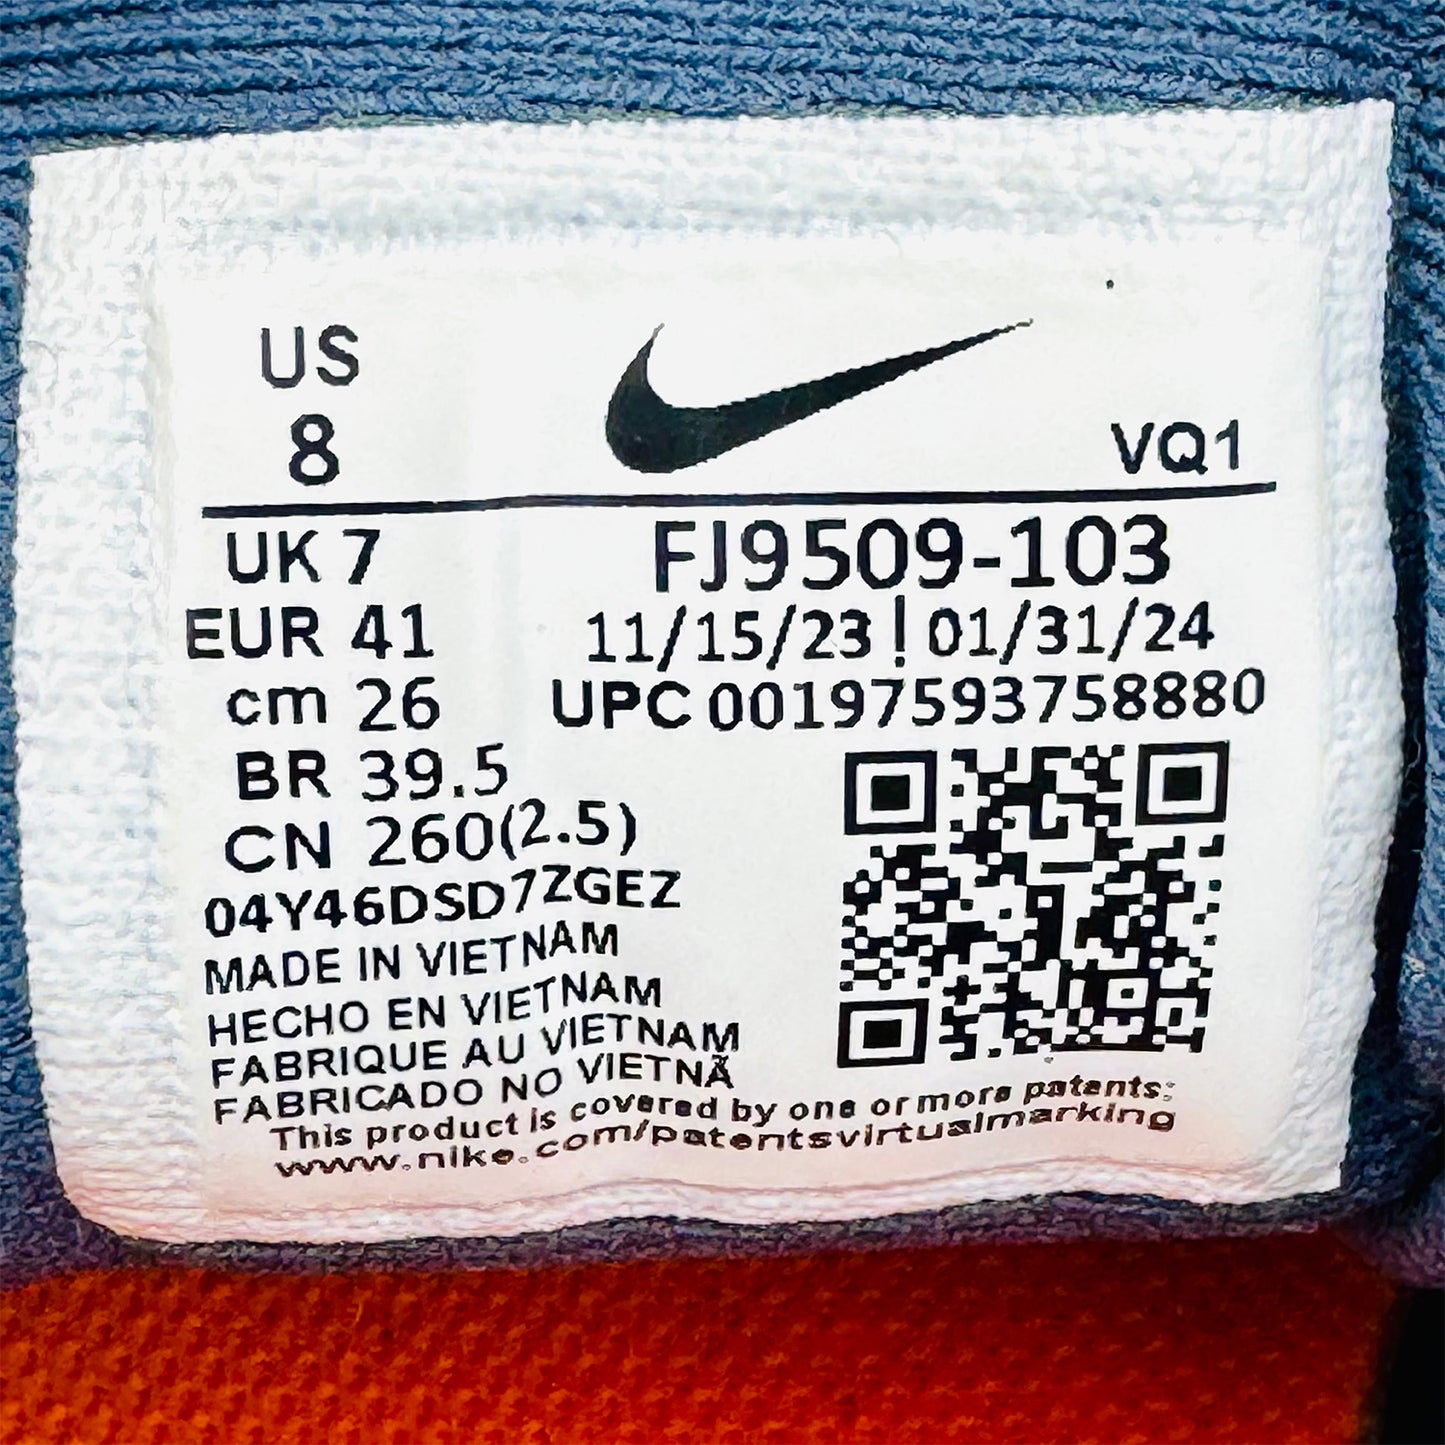 US
8
VQ1
UK 7
FJ9509-103
EUR 41
11/15/23 ! 01/31/24
cm 26
UPC 00197593758880
BR 39.5
CN 260(2.5)
04Y46DSD7ZGEZ
MADE IN VIETNAM
HECHO EN VIETNAM
FABRIQUE AU VIETNAM
FABRICADO NO VIETNÃ
This product is covered by one or more patents:
www.nike.com/patentsvirtualmarking